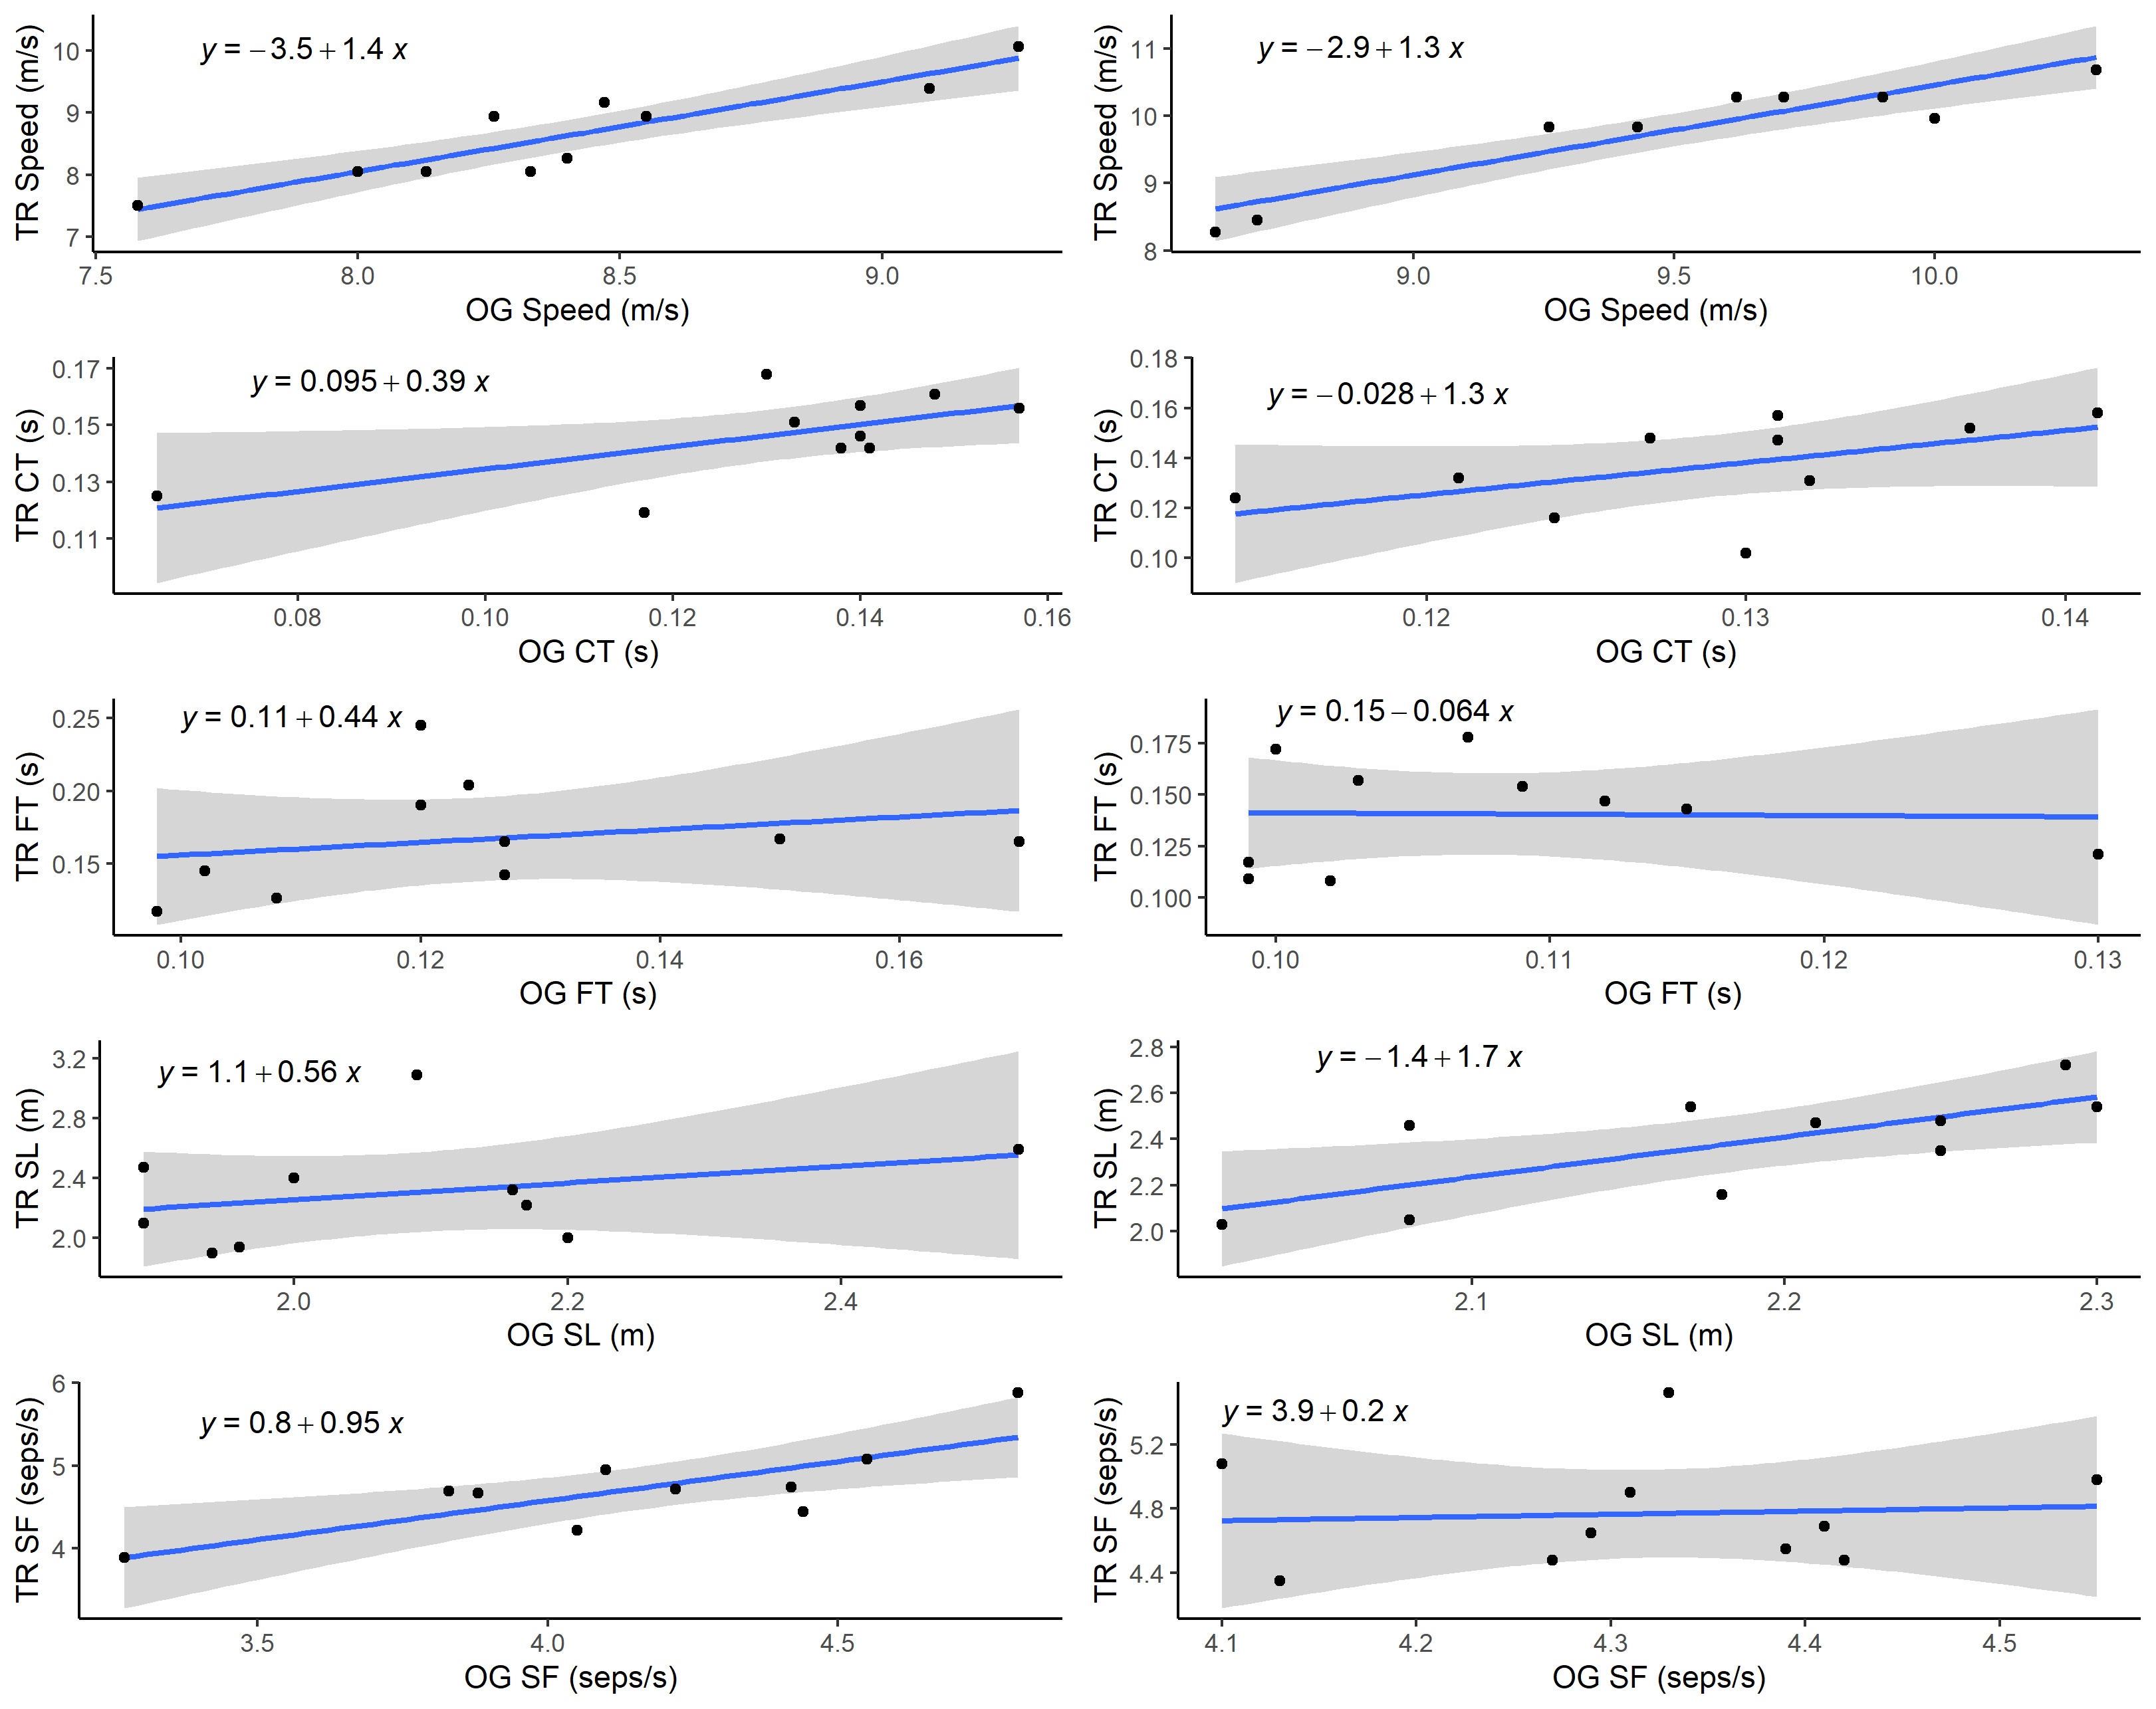 y = −3.5 + 1.4 x
TR Speed (m/s)
10
9
8
7
7.5 8.0 8.5 9.0
OG Speed (m/s)
y = −2.9 + 1.3 x
TR Speed (m/s)
11
10
9
8
9.0 9.5 10.0
OG Speed (m/s)
y = 0.095 + 0.39 x
TR CT (s)
0.17
0.15
0.13
0.11
0.08 0.10 0.12 0.14 0.16
OG CT (s)
y = −0.028 + 1.3 x
TR CT (s)
0.18
0.16
0.14
0.12
0.10
0.12 0.13 0.14
OG CT (s)
y = 0.11 + 0.44 x
TR FT (s)
0.25
0.20
0.15
0.10 0.12 0.14 0.16
OG FT (s)
y = 0.15 − 0.064 x
TR FT (s)
0.175
0.150
0.125
0.100
0.10 0.11 0.12 0.13
OG FT (s)
y = 1.1 + 0.56 x
TR SL (m)
3.2
2.8
2.4
2.0
2.0 2.2 2.4
OG SL (m)
y = −1.4 + 1.7 x
TR SL (m)
2.8
2.6
2.4
2.2
2.0
2.1 2.2 2.3
OG SL (m)
y = 0.8 + 0.95 x
TR SF (seps/s)
6
5
4
3.5 4.0 4.5
OG SF (seps/s)
y = 3.9 + 0.2 x
TR SF (seps/s)
5.2
4.8
4.4
4.1 4.2 4.3 4.4 4.5
OG SF (seps/s)